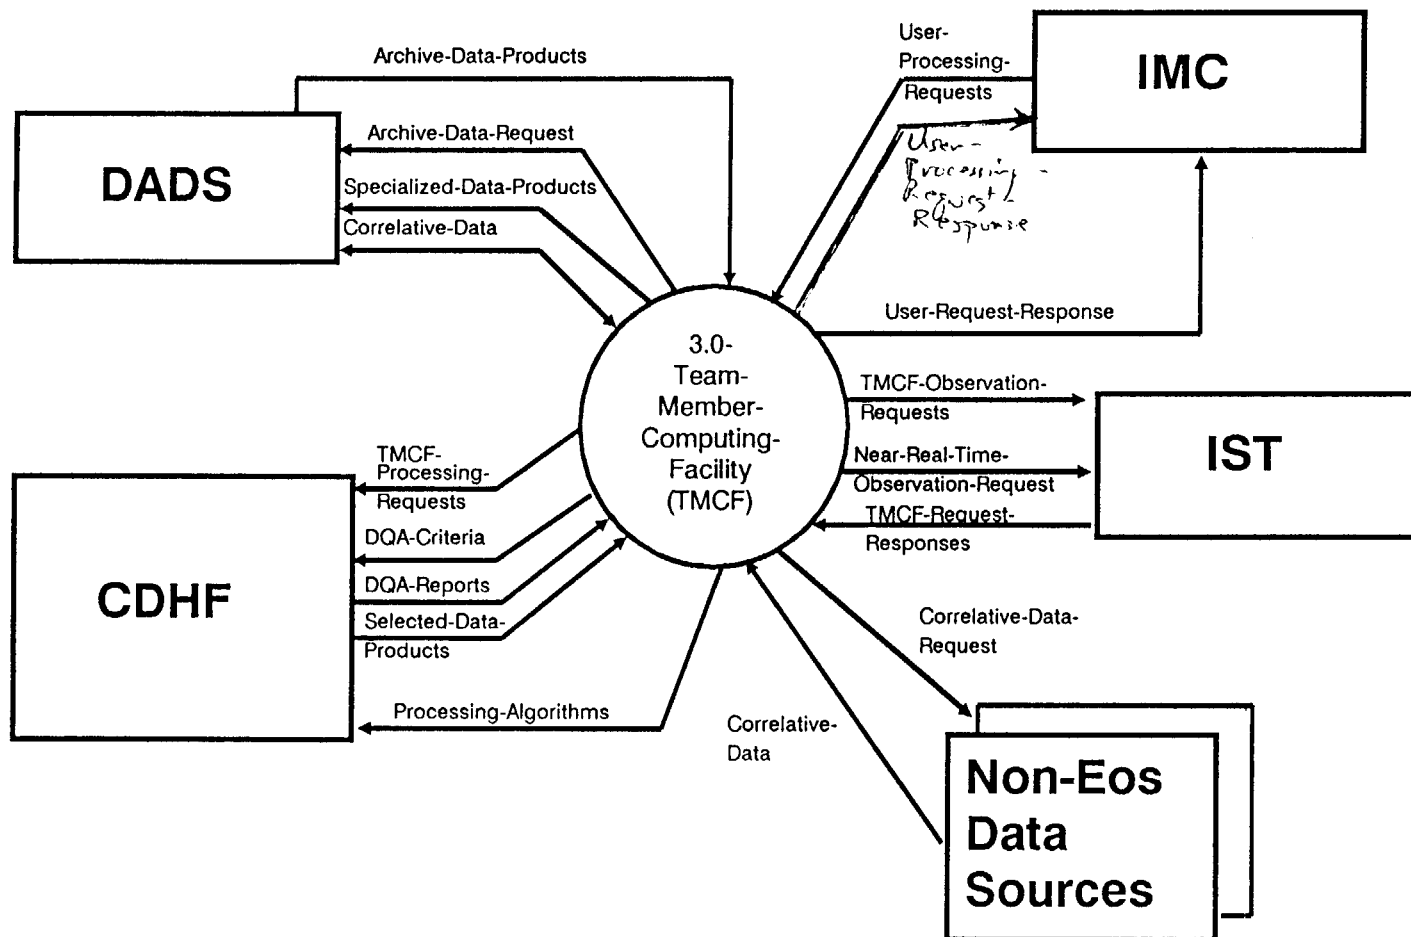 Archive-Data-Products
DADS
Archive-Data-Request
Specialized-Data-Products
Correlative-Data
User-
Processing-
Requests
IMC
User-
Processing-
Request-
Response
User-Request-Response
3.0-
Team-
Member-
Computing-
Facility
(TMCF)
TMCF-Observation-
Requests
Near-Real-Time-
Observation-Request
TMCF-Request-
Responses
IST
TMCF-
Processing-
Requests
DQA-Criteria
DQA-Reports
Selected-Data-
Products
Processing-Algorithms
CDHF
Correlative-Data-
Request
Correlative-
Data
Non-Eos
Data
Sources